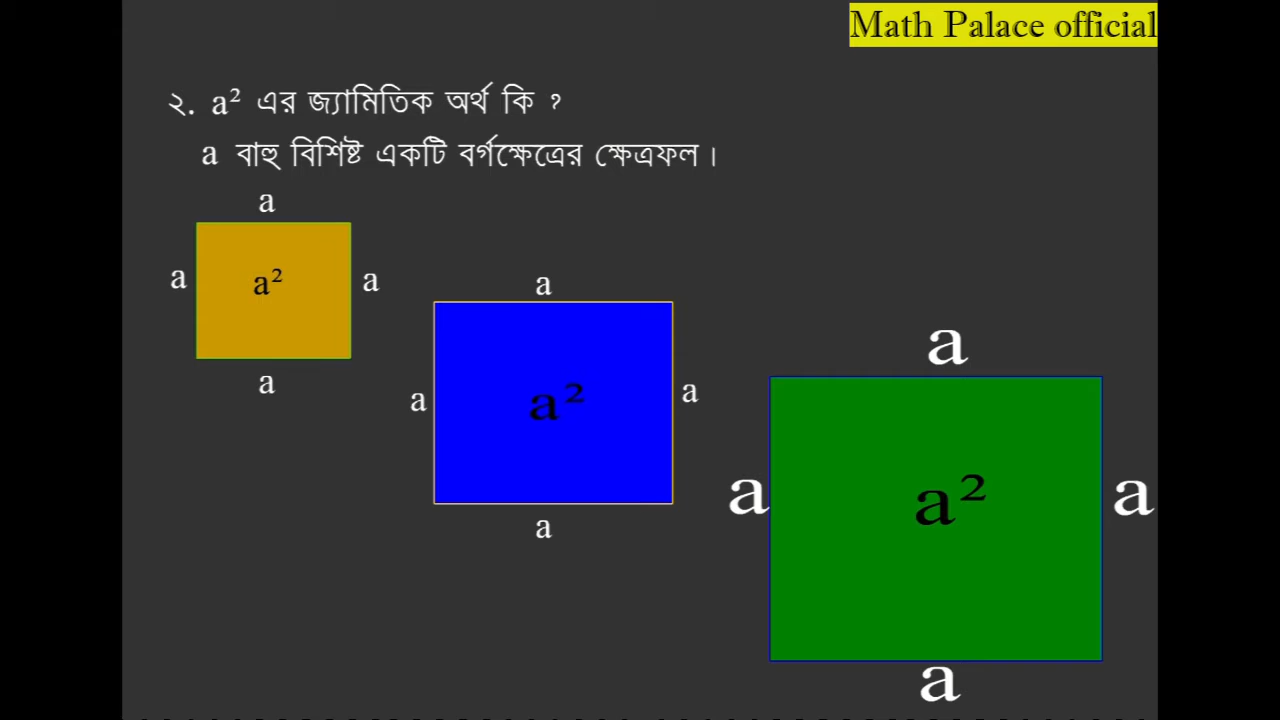 Math Palace official
২. a² এর জ্যামিতিক অর্থ কি ?
a বাহু বিশিষ্ট একটি বর্গক্ষেত্রের ক্ষেত্রফল।
a
a a² a
a
a
a a² a
a
a
a a² a
a